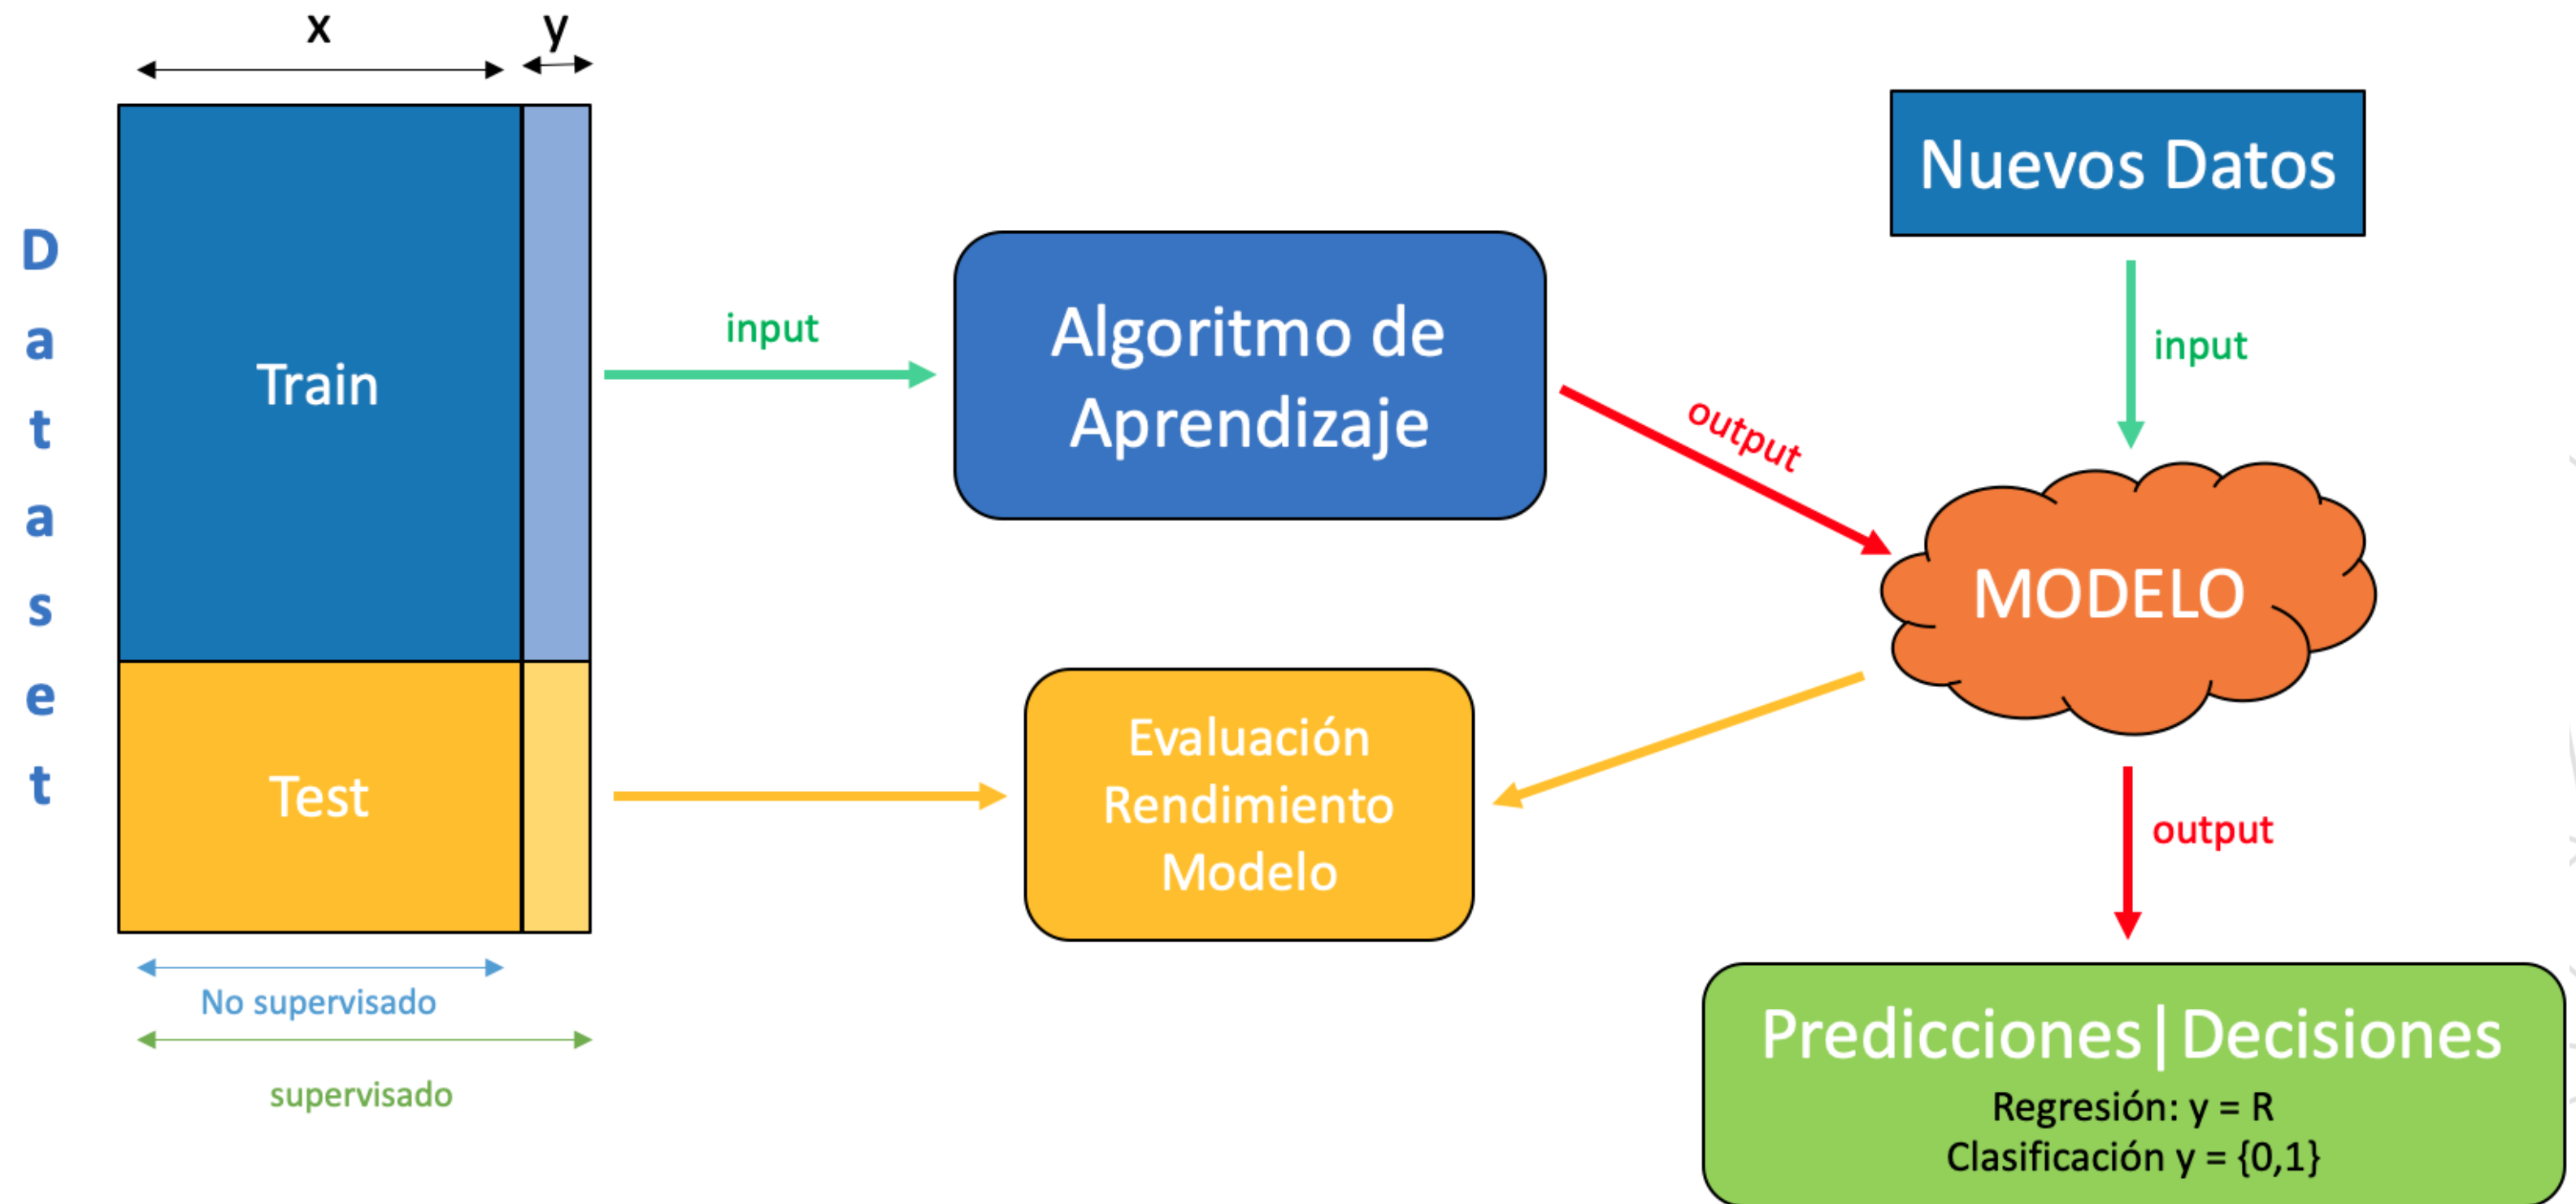 x
y
Dataset
Train
Test
No supervisado
supervisado
input
Algoritmo de
Aprendizaje
output
Evaluación
Rendimiento
Modelo
Nuevos Datos
input
MODELO
output
Predicciones|Decisiones
Regresión: y = R
Clasificación y = {0,1}